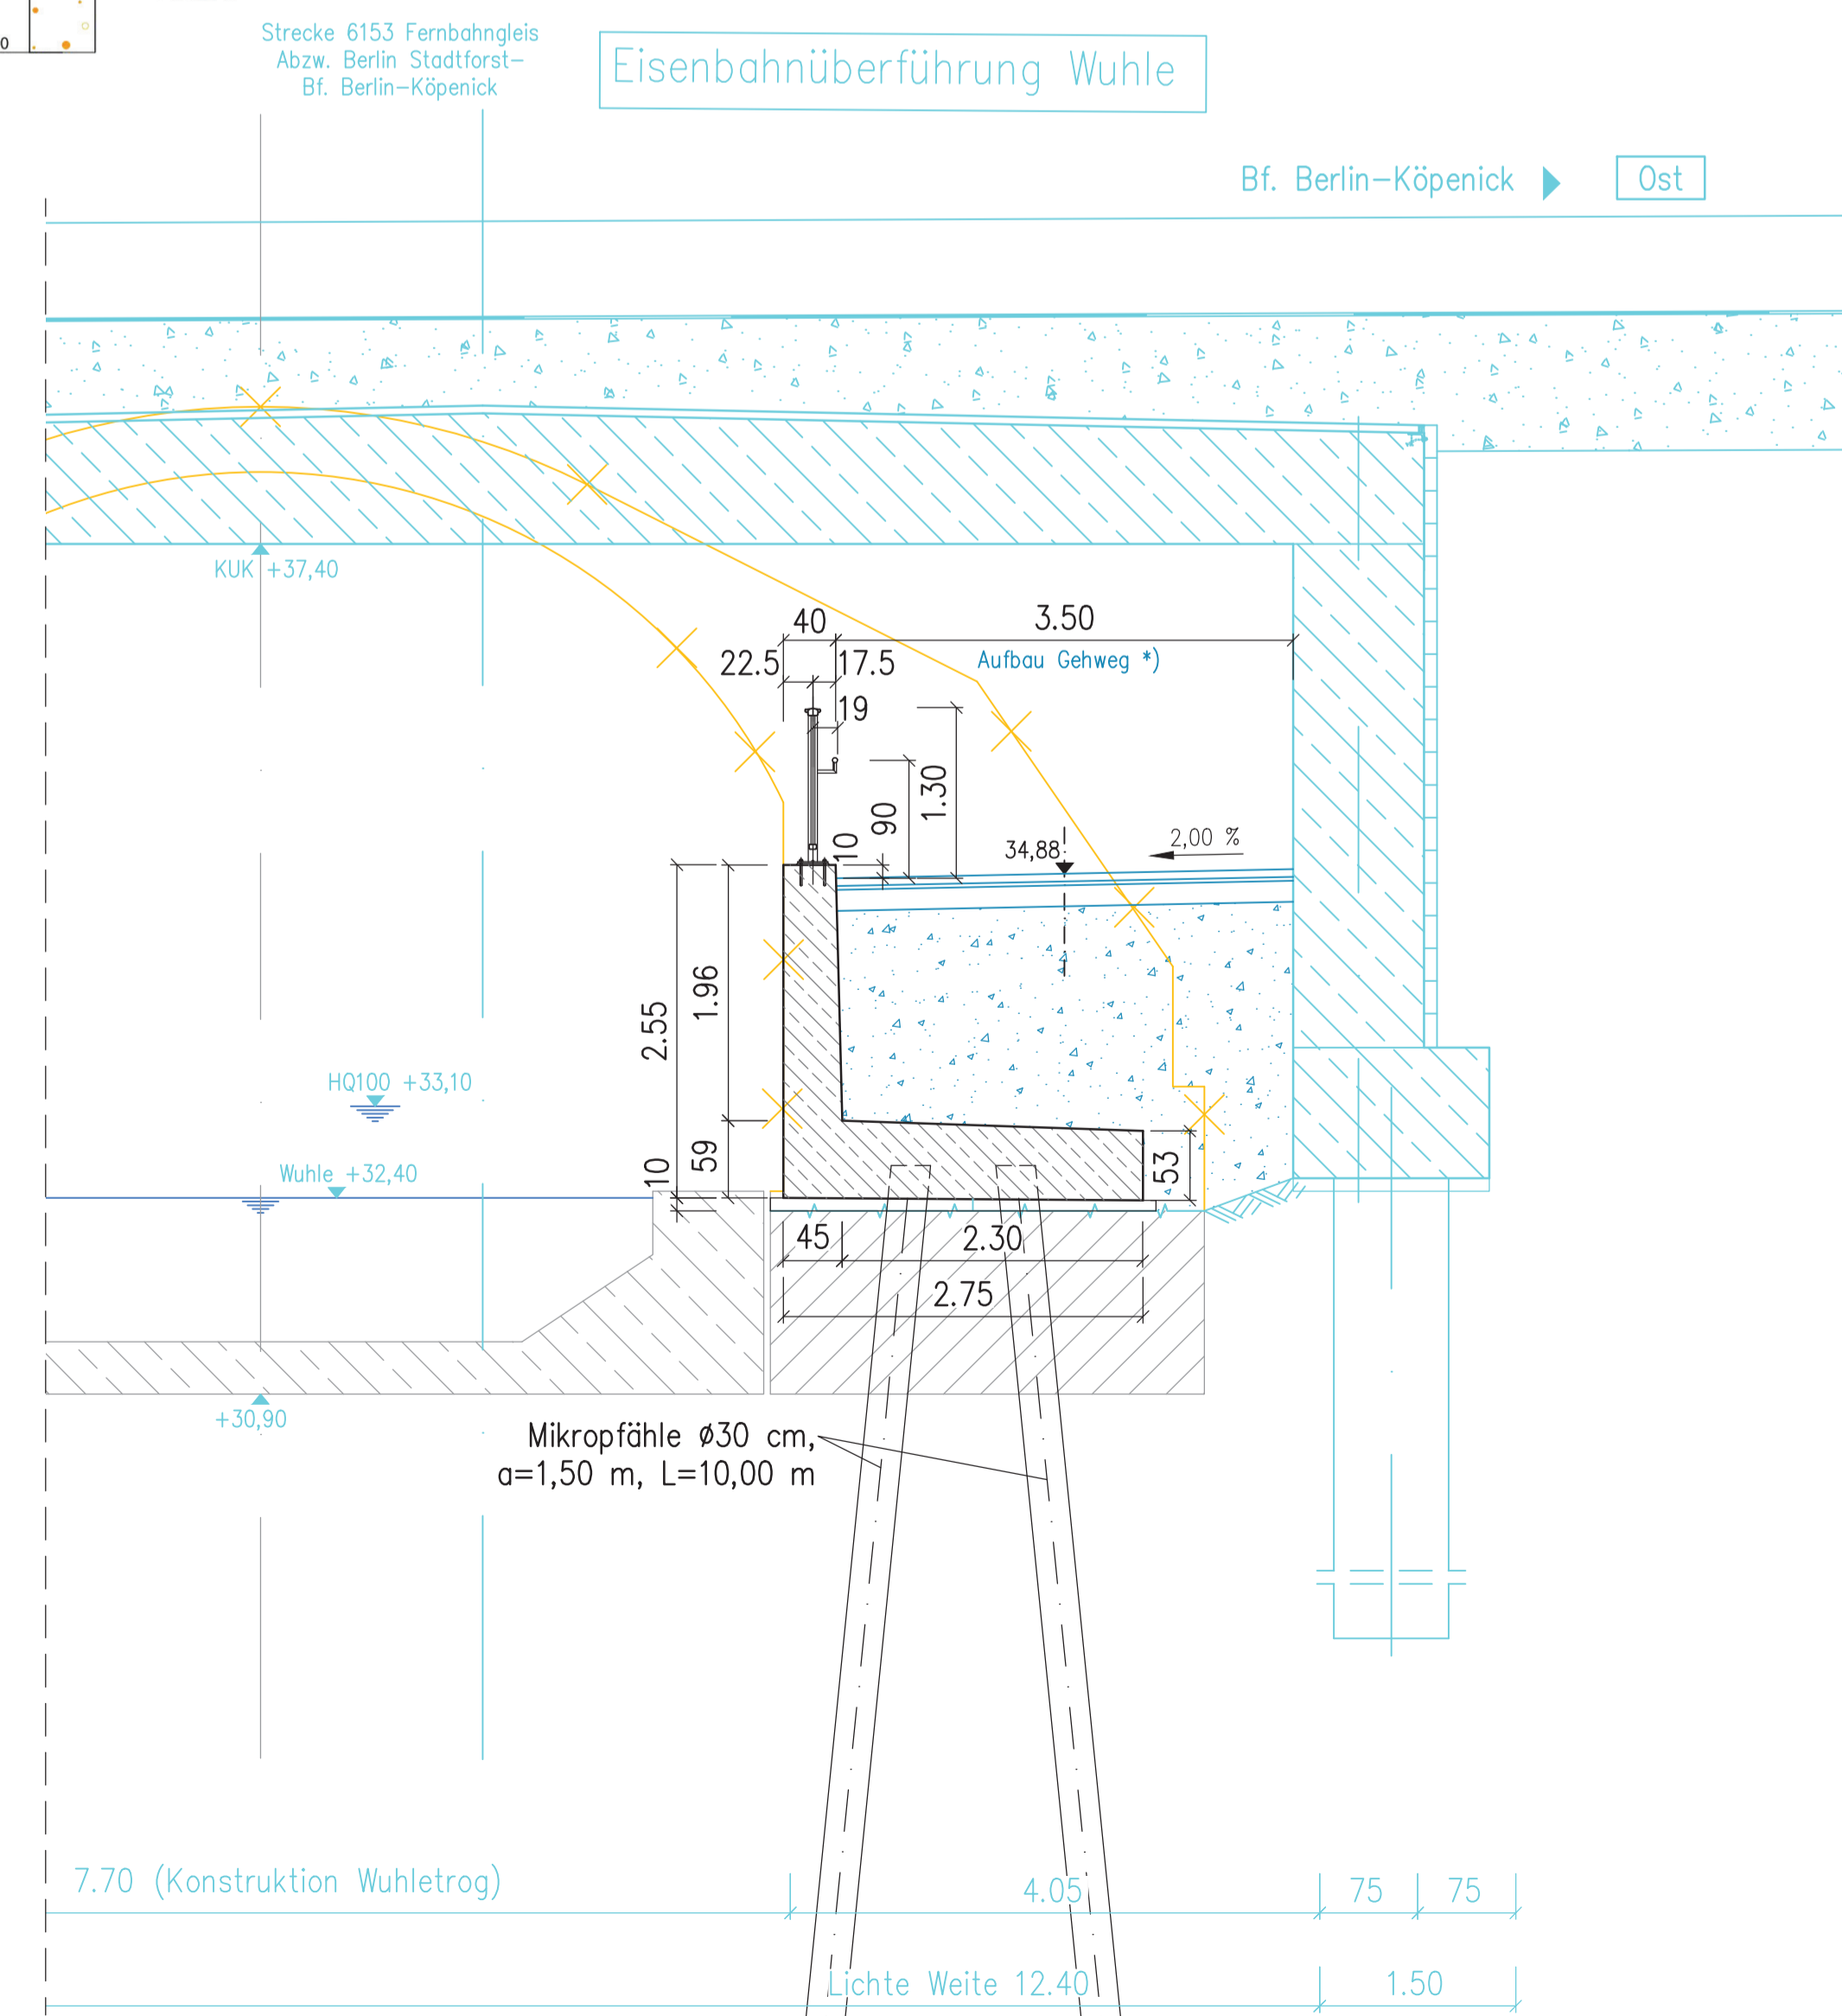 0
Strecke 6153 Fernbahngleis
Abzw. Berlin Stadtforst-
Bf. Berlin-Köpenick
Eisenbahnüberführung Wuhle
Bf. Berlin-Köpenick
Ost
KUK +37,40
40
3.50
22.5
17.5
Aufbau Gehweg *)
19
1.30
90
10
34,88
2,00 %
1.96
2.55
HQ100 +33,10
Wuhle +32,40
10
59
53
45
2.30
2.75
+30,90
Mikropfähle ø30 cm,
a=1,50 m, L=10,00 m
7.70 (Konstruktion Wuhletrog)
4.05
75
75
Lichte Weite 12.40
1.50